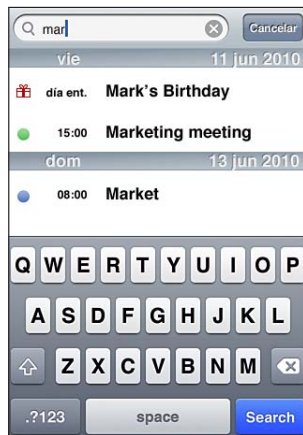 mar Cancelar
vie 11 jun 2010
día ent. Mark's Birthday
15:00 Marketing meeting
dom 13 jun 2010
08:00 Market
Q W E R T Y U I O P
A S D F G H J K L
Z X C V B N M
.?123 space Search